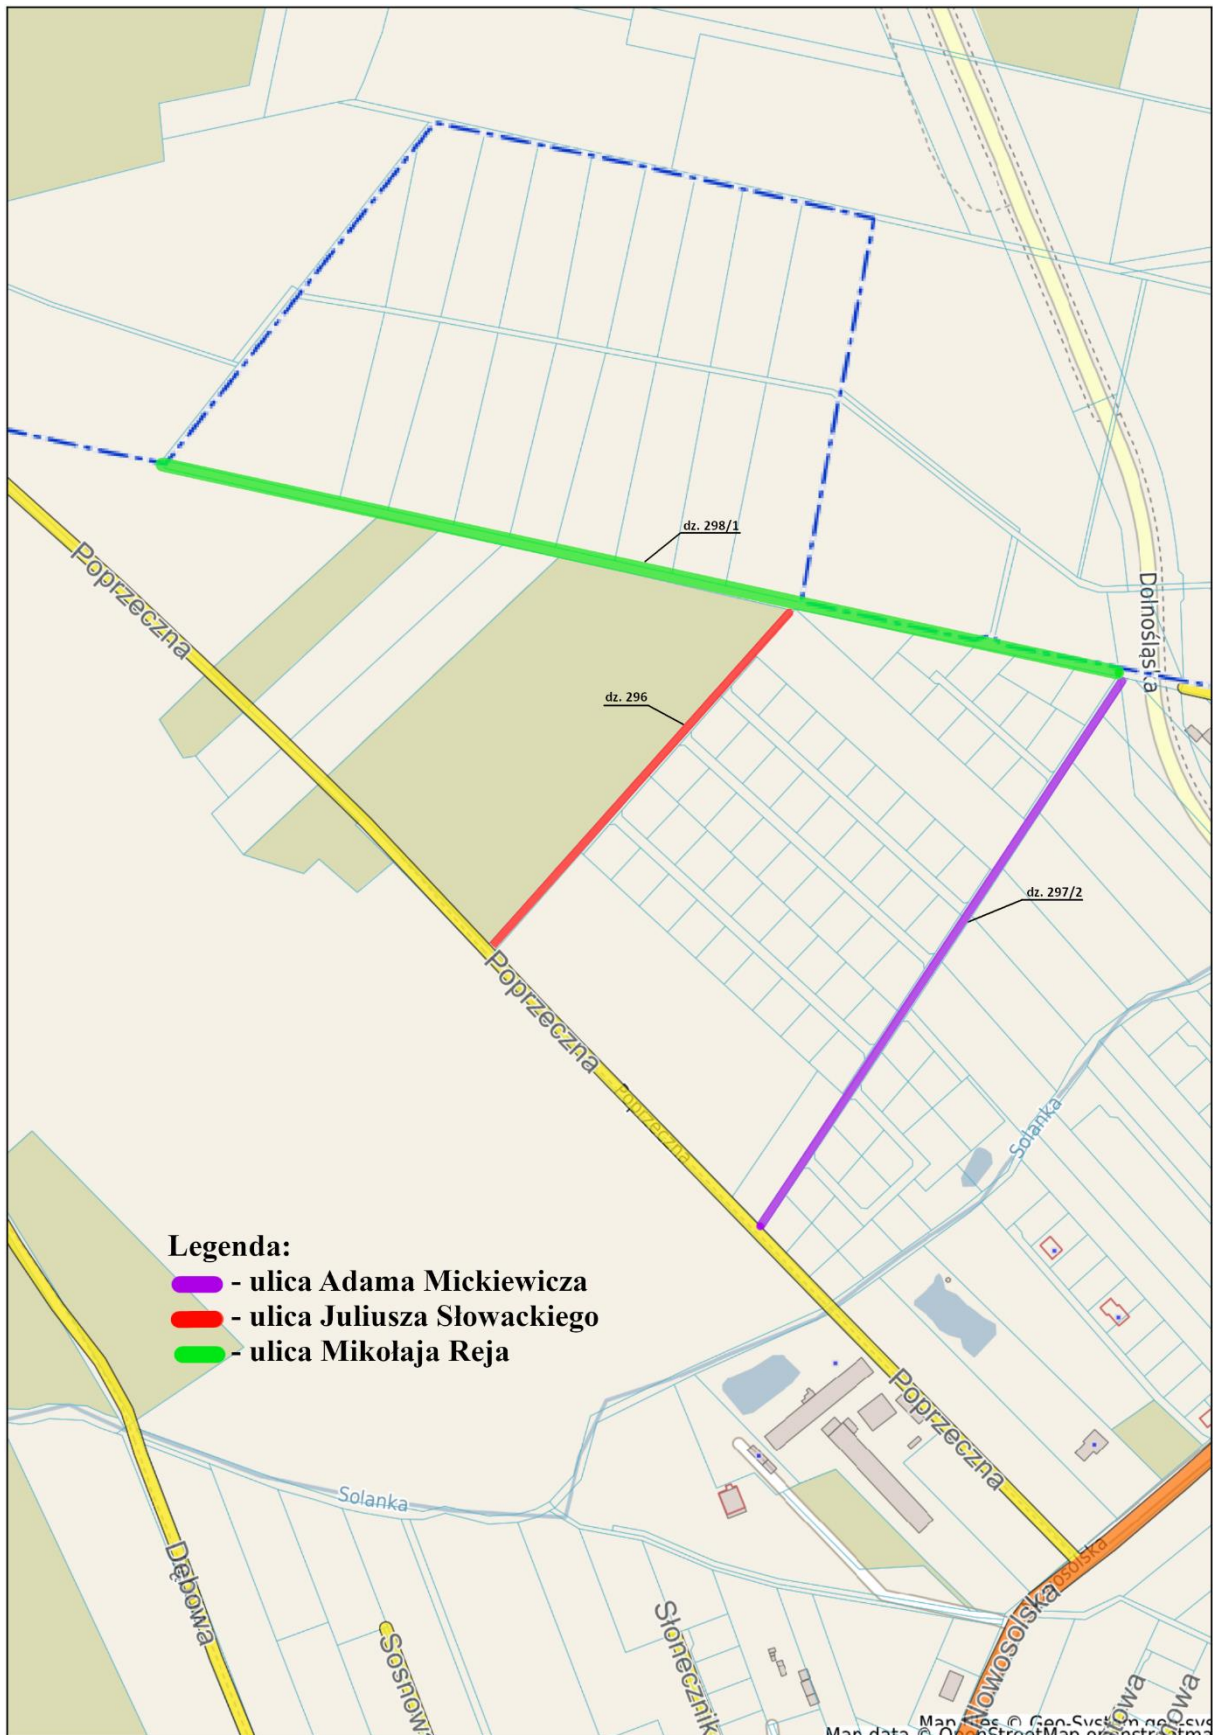 dz. 298/1
Poprzeczna
Dolnośląska
dz. 296
dz. 297/2
Poprzeczna
Poprzeczna
Solanka
Legenda:
- ulica Adama Mickiewicza
- ulica Juliusza Słowackiego
- ulica Mikołaja Reja
Poprzeczna
Solanka
Dębowa
Nowosolska
Sosnowa
Słonecznik